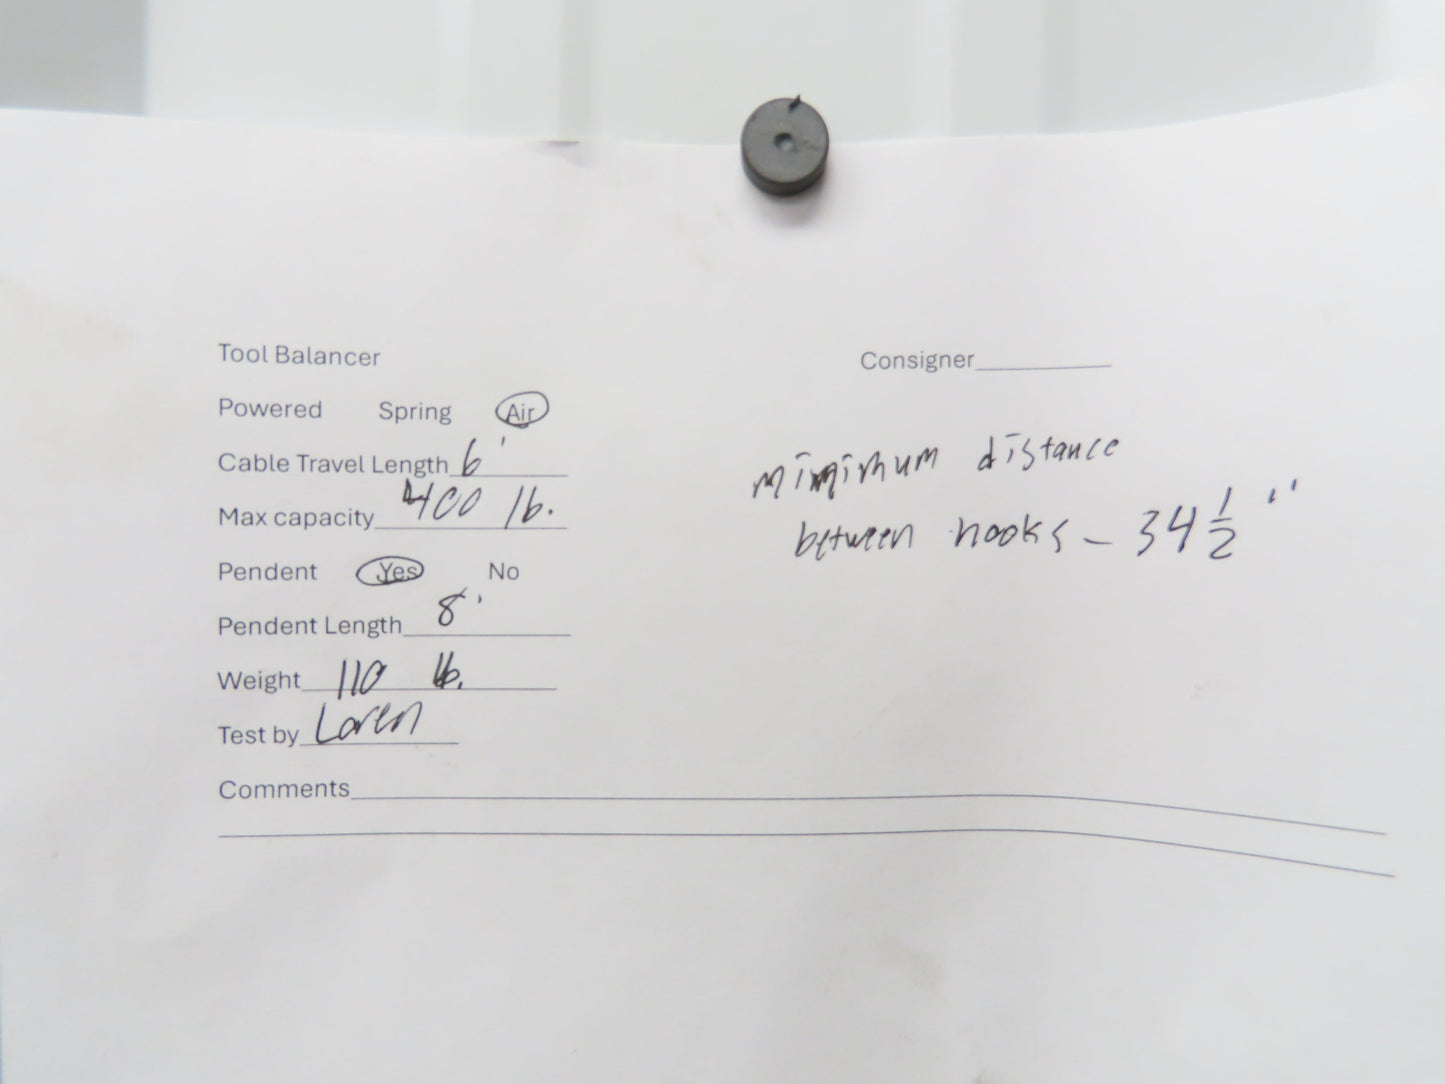 Tool Balancer
Consigner
Powered Spring Air
Cable Travel Length 6'
Max capacity 400 lb.
Pendent Yes No
Pendent Length 8'
Weight 110 lb.
Test by Loren
Comments
minimum distance
between hooks - 34 1/2"